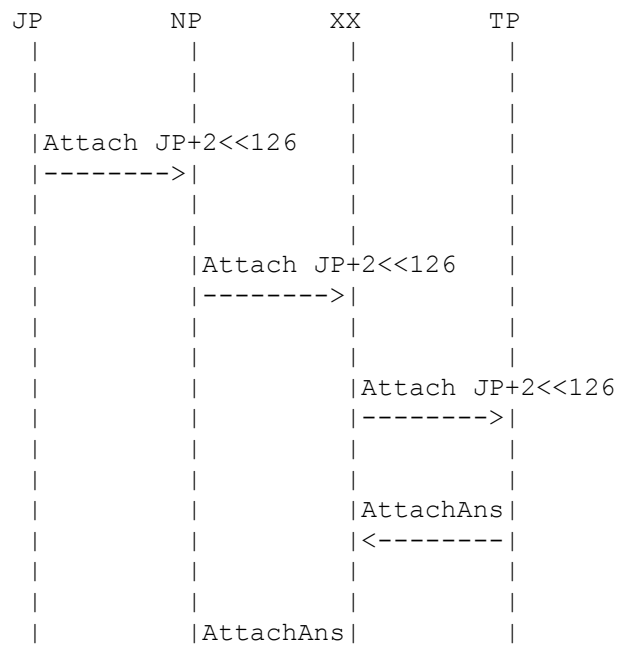 JP NP XX TP
Attach JP+2<<126
-------->
Attach JP+2<<126
-------->
Attach JP+2<<126
-------->
AttachAns
<--------
AttachAns